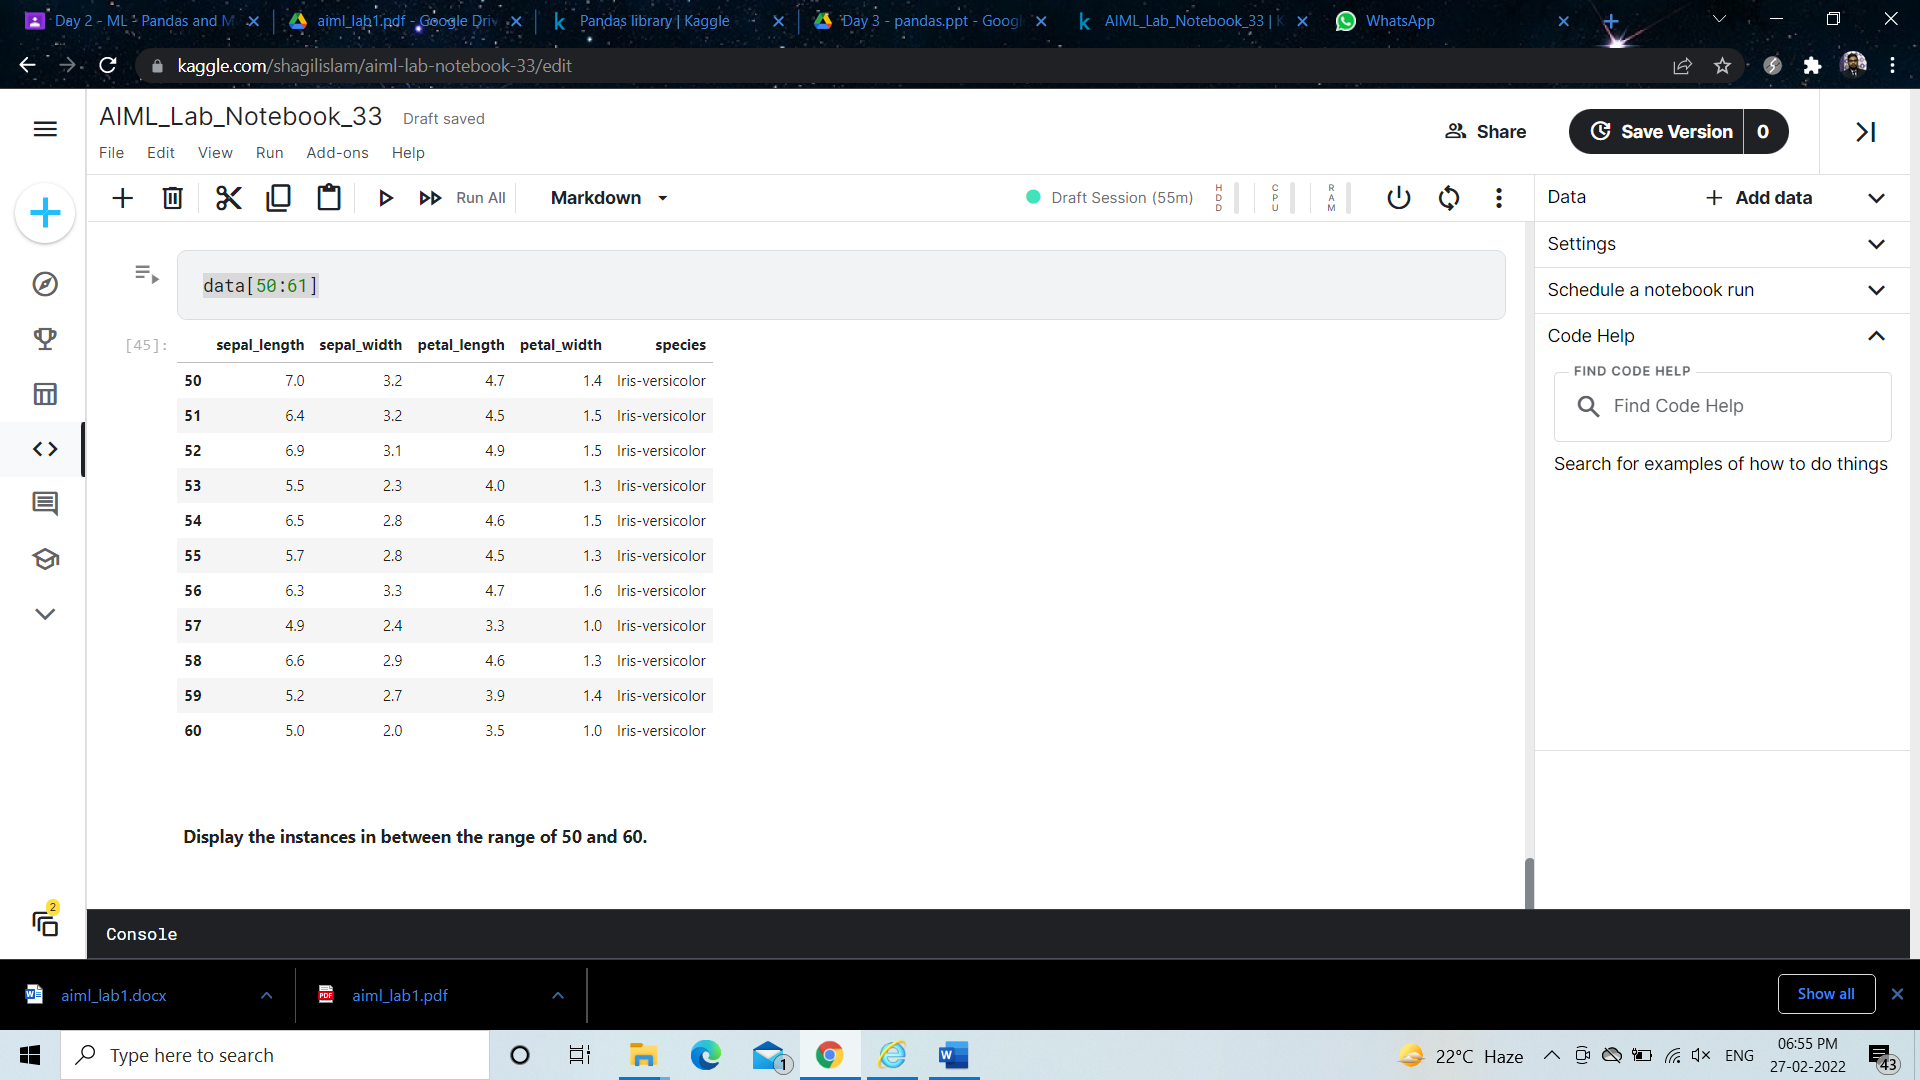 Day 2 - ML - Pandas and M
aiml_lab1.pdf - Google Driv
Pandas library | Kaggle
Day 3 - pandas.ppt - Googl
AIML_Lab_Notebook_33 | K
WhatsApp
kaggle.com/shagilislam/aiml-lab-notebook-33/edit
AIML_Lab_Notebook_33 Draft saved
File Edit View Run Add-ons Help
Share
Save Version 0
Run All
Markdown
Draft Session (55m)
HDD
CPU
RAM
Data
+ Add data
Settings
Schedule a notebook run
Code Help
FIND CODE HELP
Find Code Help
Search for examples of how to do things
data[50:61]
[45]:
sepal_length sepal_width petal_length petal_width species
50 7.0 3.2 4.7 1.4 Iris-versicolor
51 6.4 3.2 4.5 1.5 Iris-versicolor
52 6.9 3.1 4.9 1.5 Iris-versicolor
53 5.5 2.3 4.0 1.3 Iris-versicolor
54 6.5 2.8 4.6 1.5 Iris-versicolor
55 5.7 2.8 4.5 1.3 Iris-versicolor
56 6.3 3.3 4.7 1.6 Iris-versicolor
57 4.9 2.4 3.3 1.0 Iris-versicolor
58 6.6 2.9 4.6 1.3 Iris-versicolor
59 5.2 2.7 3.9 1.4 Iris-versicolor
60 5.0 2.0 3.5 1.0 Iris-versicolor
Display the instances in between the range of 50 and 60.
2
Console
aiml_lab1.docx
PDF
aiml_lab1.pdf
Show all
Type here to search
1
22°C Haze
ENG
06:55 PM
27-02-2022
43